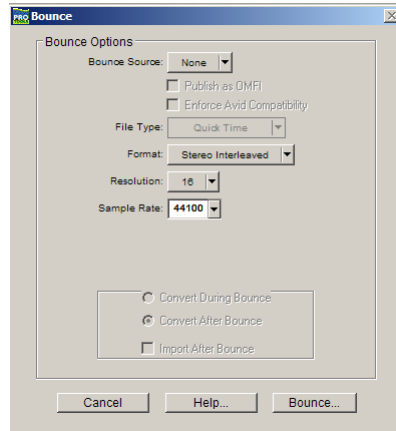 PRO Bounce
Bounce Options
Bounce Source: None
Publish as OMFI
Enforce Avid Compatibility
File Type: Quick Time
Format: Stereo Interleaved
Resolution: 16
Sample Rate: 44100
Convert During Bounce
Convert After Bounce
Import After Bounce
Cancel Help... Bounce...